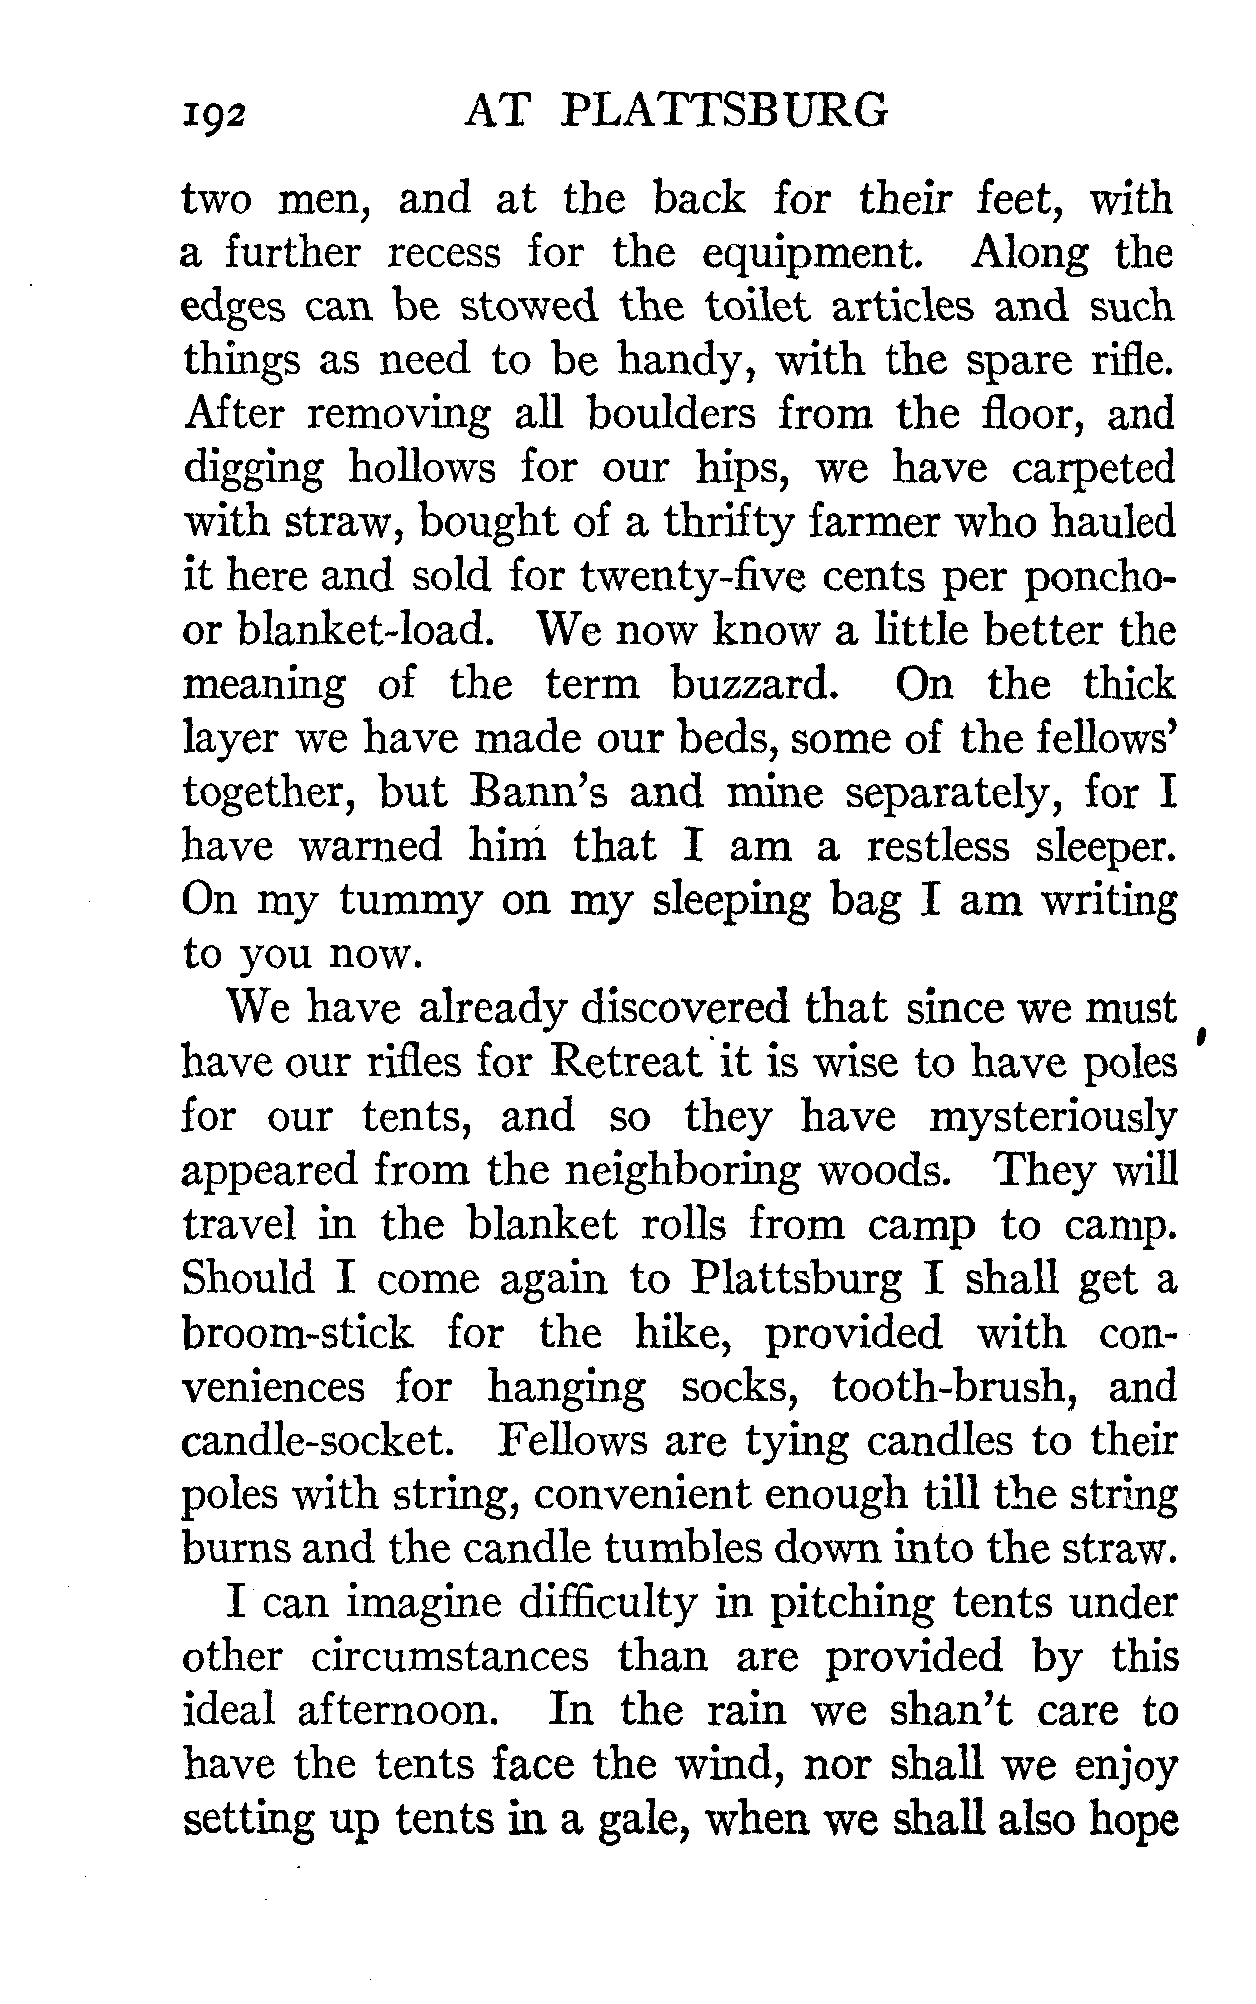 192 AT PLATTSBURG
two men, and at the back for their feet, with
a further recess for the equipment. Along the
edges can be stowed the toilet articles and such
things as need to be handy, with the spare rifle.
After removing all boulders from the floor, and
digging hollows for our hips, we have carpeted
with straw, bought of a thrifty farmer who hauled
it here and sold for twenty-five cents per poncho-
or blanket-load. We now know a little better the
meaning of the term buzzard. On the thick
layer we have made our beds, some of the fellows'
together, but Bann's and mine separately, for I
have warned him that I am a restless sleeper.
On my tummy on my sleeping bag I am writing
to you now.
We have already discovered that since we must
have our rifles for Retreat it is wise to have poles
for our tents, and so they have mysteriously
appeared from the neighboring woods. They will
travel in the blanket rolls from camp to camp.
Should I come again to Plattsburg I shall get a
broom-stick for the hike, provided with con-
veniences for hanging socks, tooth-brush, and
candle-socket. Fellows are tying candles to their
poles with string, convenient enough till the string
burns and the candle tumbles down into the straw.
I can imagine difficulty in pitching tents under
other circumstances than are provided by this
ideal afternoon. In the rain we shan't care to
have the tents face the wind, nor shall we enjoy
setting up tents in a gale, when we shall also hope